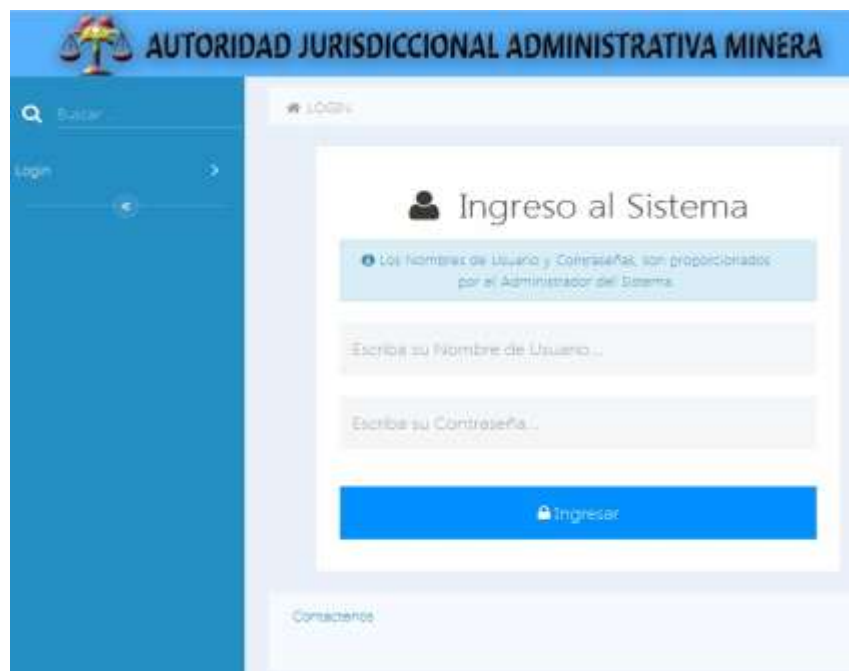 AUTORIDAD JURISDICCIONAL ADMINISTRATIVA MINERA
Buscar
LOGIN
Login
Ingreso al Sistema
Los Nombres de Usuario y Contraseñas, son proporcionados
por el Administrador del Sistema.
Escriba su Nombre de Usuario...
Escriba su Contraseña...
Ingresar
Contactenos